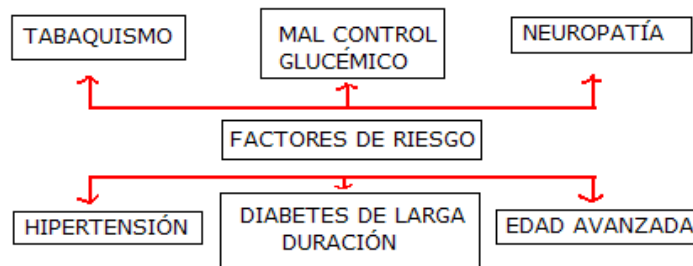 TABAQUISMO
MAL CONTROL
GLUCÉMICO
NEUROPATÍA
FACTORES DE RIESGO
HIPERTENSIÓN
DIABETES DE LARGA
DURACIÓN
EDAD AVANZADA